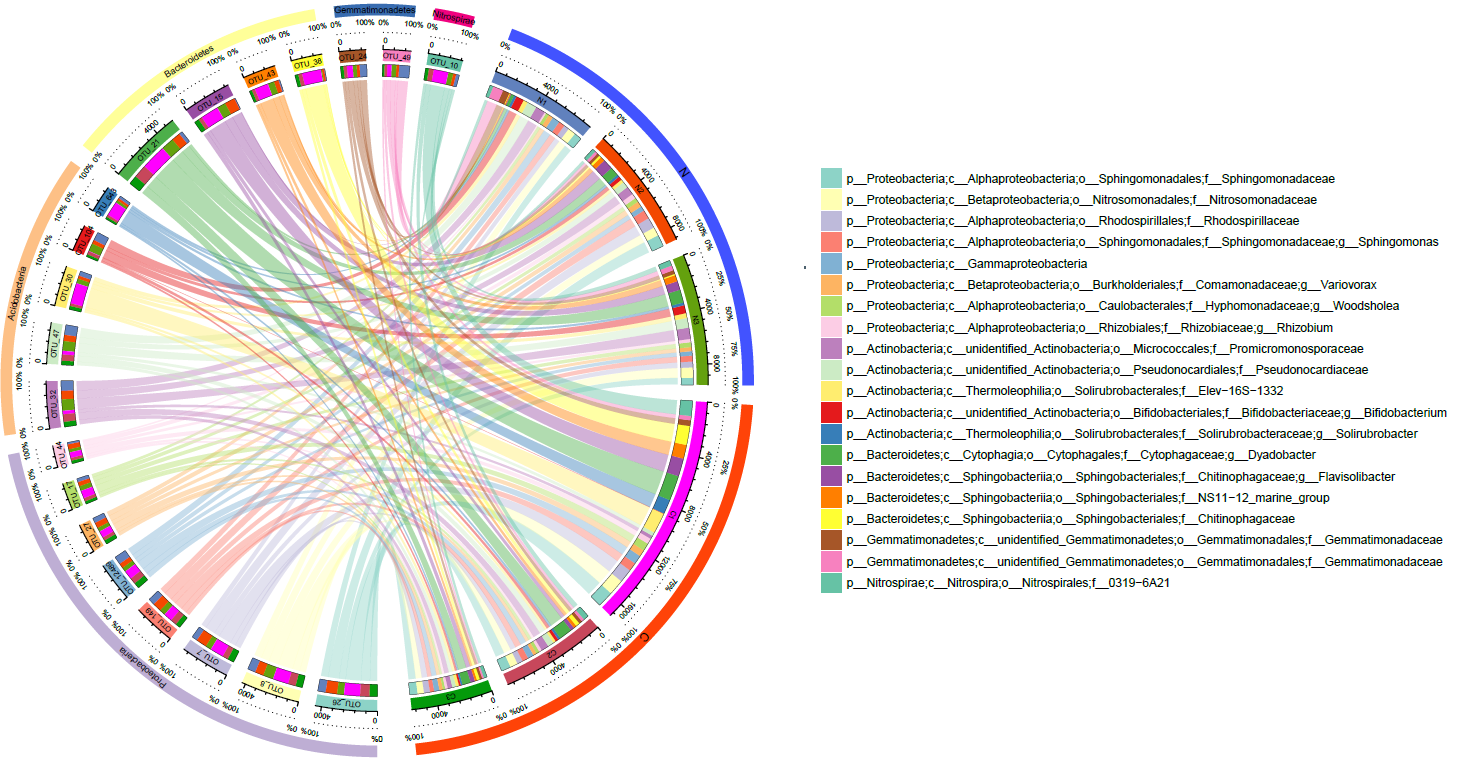 Gemmatimonadetes
Nitrospirae
Bacteroidetes
Acidobacteria
Proteobacteria
N
C
OTU_43
OTU_38
OTU_24
OTU_49
OTU_10
OTU_15
OTU_21
OTU_30
OTU_47
OTU_32
OTU_44
OTU_17
OTU_27
OTU_149
OTU_7
OTU_8
OTU_26
N1
N2
N3
C2
C3
p__Proteobacteria;c__Alphaproteobacteria;o__Sphingomonadales;f__Sphingomonadaceae
p__Proteobacteria;c__Betaproteobacteria;o__Nitrosomonadales;f__Nitrosomonadaceae
p__Proteobacteria;c__Alphaproteobacteria;o__Rhodospirillales;f__Rhodospirillaceae
p__Proteobacteria;c__Alphaproteobacteria;o__Sphingomonadales;f__Sphingomonadaceae;g__Sphingomonas
p__Proteobacteria;c__Gammaproteobacteria
p__Proteobacteria;c__Betaproteobacteria;o__Burkholderiales;f__Comamonadaceae;g__Variovorax
p__Proteobacteria;c__Alphaproteobacteria;o__Caulobacterales;f__Hyphomonadaceae;g__Woodsholea
p__Proteobacteria;c__Alphaproteobacteria;o__Rhizobiales;f__Rhizobiaceae;g__Rhizobium
p__Actinobacteria;c__unidentified_Actinobacteria;o__Micrococcales;f__Promicromonosporaceae
p__Actinobacteria;c__unidentified_Actinobacteria;o__Pseudonocardiales;f__Pseudonocardiaceae
p__Actinobacteria;c__Thermoleophilia;o__Solirubrobacterales;f__Elev−16S−1332
p__Actinobacteria;c__unidentified_Actinobacteria;o__Bifidobacteriales;f__Bifidobacteriaceae;g__Bifidobacterium
p__Actinobacteria;c__Thermoleophilia;o__Solirubrobacterales;f__Solirubrobacteraceae;g__Solirubrobacter
p__Bacteroidetes;c__Cytophagia;o__Cytophagales;f__Cytophagaceae;g__Dyadobacter
p__Bacteroidetes;c__Sphingobacteriia;o__Sphingobacteriales;f__Chitinophagaceae;g__Flavisolibacter
p__Bacteroidetes;c__Sphingobacteriia;o__Sphingobacteriales;f__NS11−12_marine_group
p__Bacteroidetes;c__Sphingobacteriia;o__Sphingobacteriales;f__Chitinophagaceae
p__Gemmatimonadetes;c__unidentified_Gemmatimonadetes;o__Gemmatimonadales;f__Gemmatimonadaceae
p__Gemmatimonadetes;c__unidentified_Gemmatimonadetes;o__Gemmatimonadales;f__Gemmatimonadaceae
p__Nitrospirae;c__Nitrospira;o__Nitrospirales;f__0319−6A21